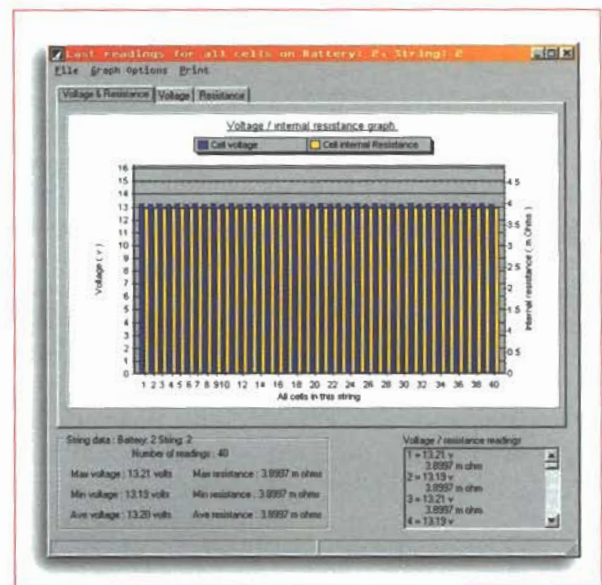 Last readings for all cells on Battery: 2, String: 2
File Graph Options Print
Voltage & Resistance Voltage Resistance
Voltage / internal resistance graph.
Cell voltage Cell internal Resistance
16
15
14
13
12
11
10
9
8
7
6
5
4
3
2
1
0
Voltage ( v )
4.5
4
3.5
3
2.5
2
1.5
1
0.5
0
Internal resistance ( m Ohms )
1 2 3 4 5 6 7 8 9 10 12 14 16 18 20 22 24 26 28 30 32 34 36 38 40
All cells in this string
String data : Battery: 2 String: 2
Number of readings : 40
Max voltage : 13.21 volts Max resistance : 3.8997 m ohms
Min voltage : 13.19 volts Min resistance : 3.8997 m ohms
Ave voltage : 13.20 volts Ave resistance : 3.8997 m ohms
Voltage / resistance readings
1 = 13.21 v
3.8997 m ohm
2 = 13.19 v
3.8997 m ohm
3 = 13.21 v
3.8997 m ohm
4 = 13.19 v